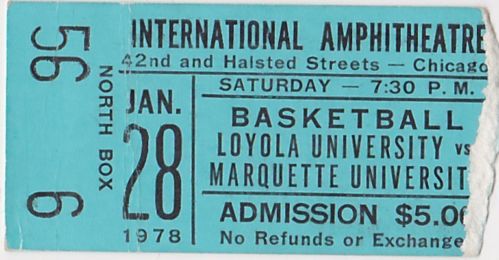 56
NORTH BOX
6
INTERNATIONAL AMPHITHEATRE
42nd and Halsted Streets — Chicago
JAN.
28
1978
SATURDAY — 7:30 P. M.
BASKETBALL
LOYOLA UNIVERSITY vs
MARQUETTE UNIVERSIT
ADMISSION $5.00
No Refunds or Exchange